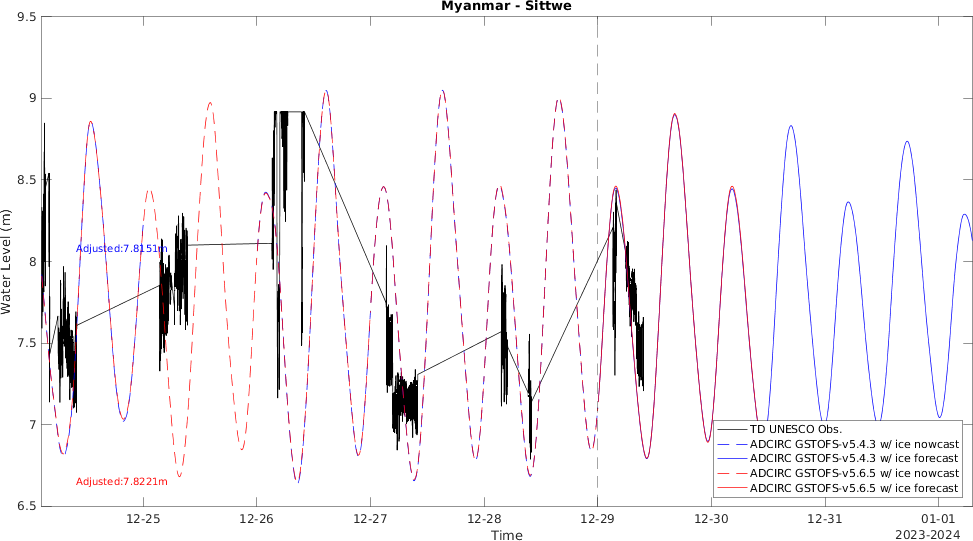 Myanmar - Sittwe
9.5
9
8.5
8
7.5
7
6.5
Water Level (m)
Adjusted:7.8151m
Adjusted:7.8221m
TD UNESCO Obs.
ADCIRC GSTOFS-v5.4.3 w/ ice nowcast
ADCIRC GSTOFS-v5.4.3 w/ ice forecast
ADCIRC GSTOFS-v5.6.5 w/ ice nowcast
ADCIRC GSTOFS-v5.6.5 w/ ice forecast
12-25 12-26 12-27 12-28 12-29 12-30 12-31 01-01
Time
2023-2024